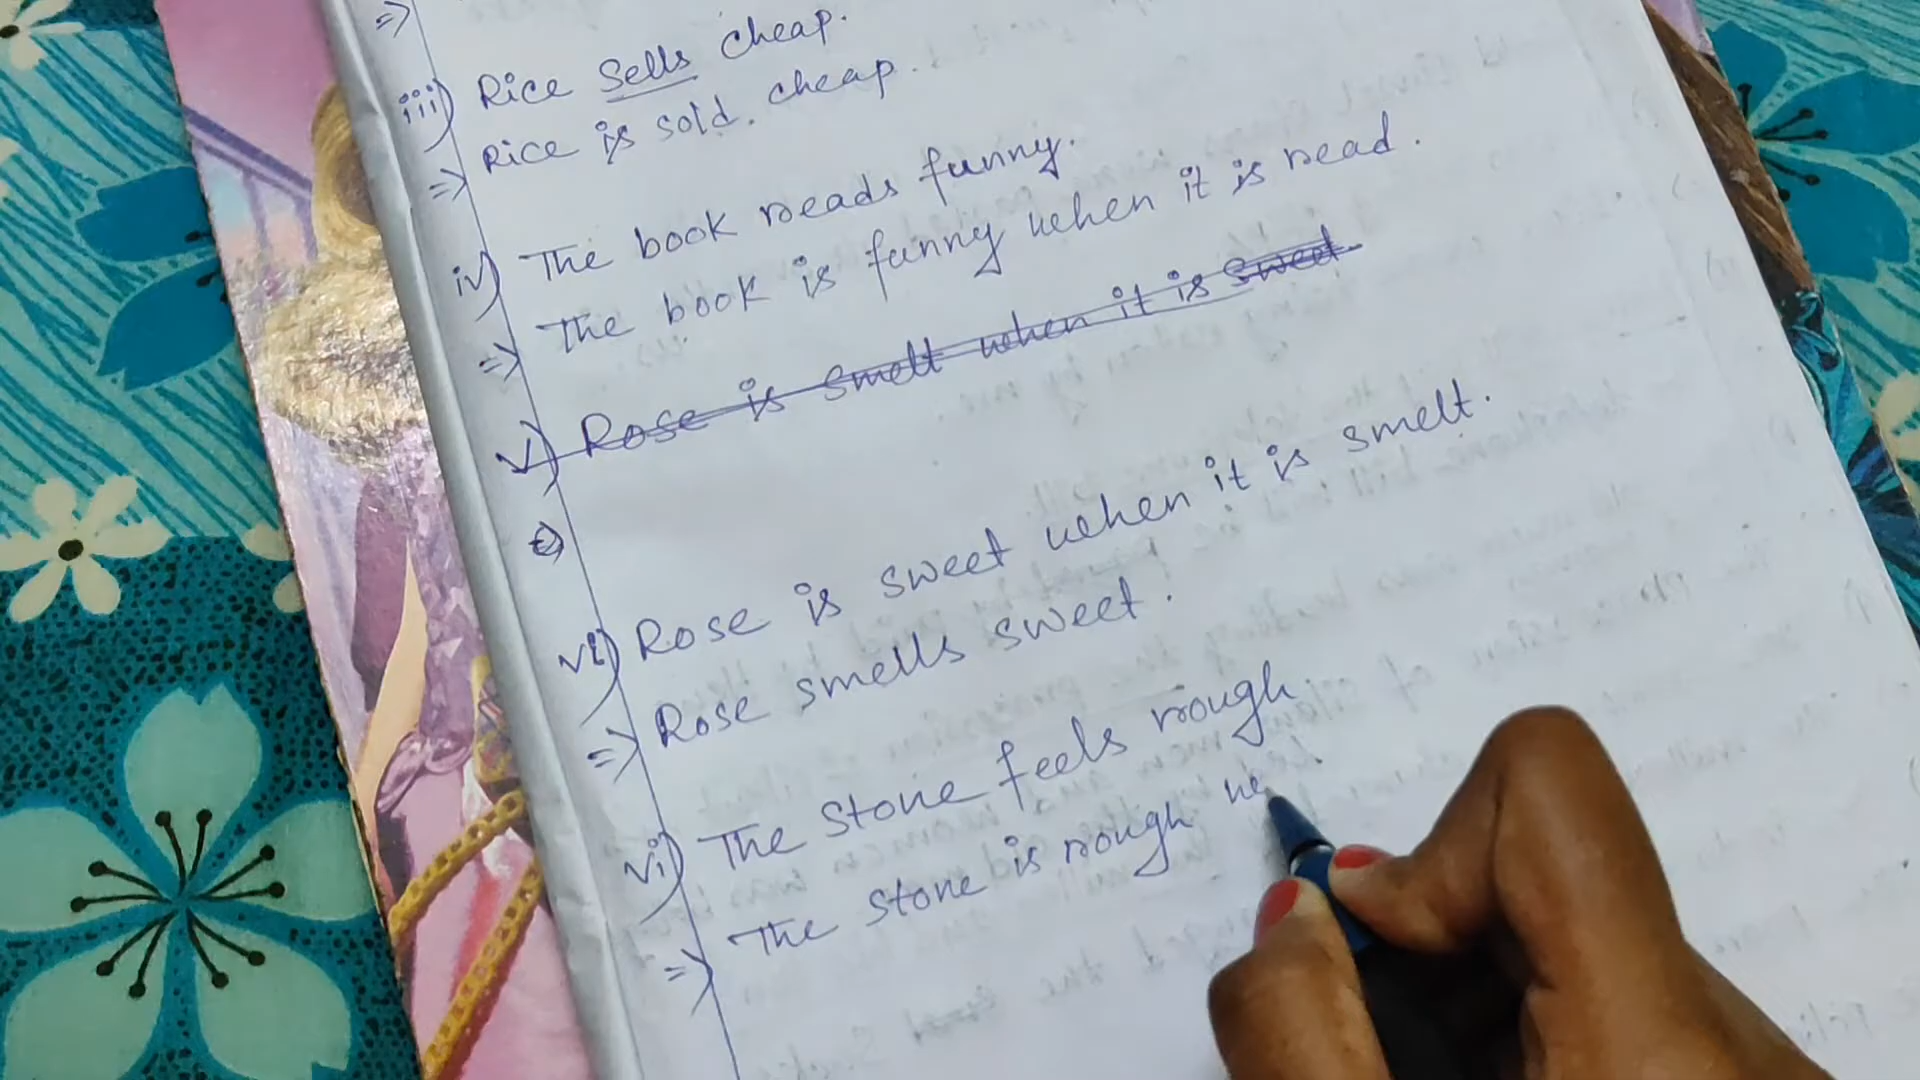 =>
iii) Rice sells cheap.
=> Rice is sold cheap.
iv) The book reads funny.
=> The book is funny when it is read.
v) Rose is smelt when it is sweet.
vi) Rose is sweet when it is smelt.
=> Rose smells sweet.
vi) The stone feels rough.
=> The stone is rough whe